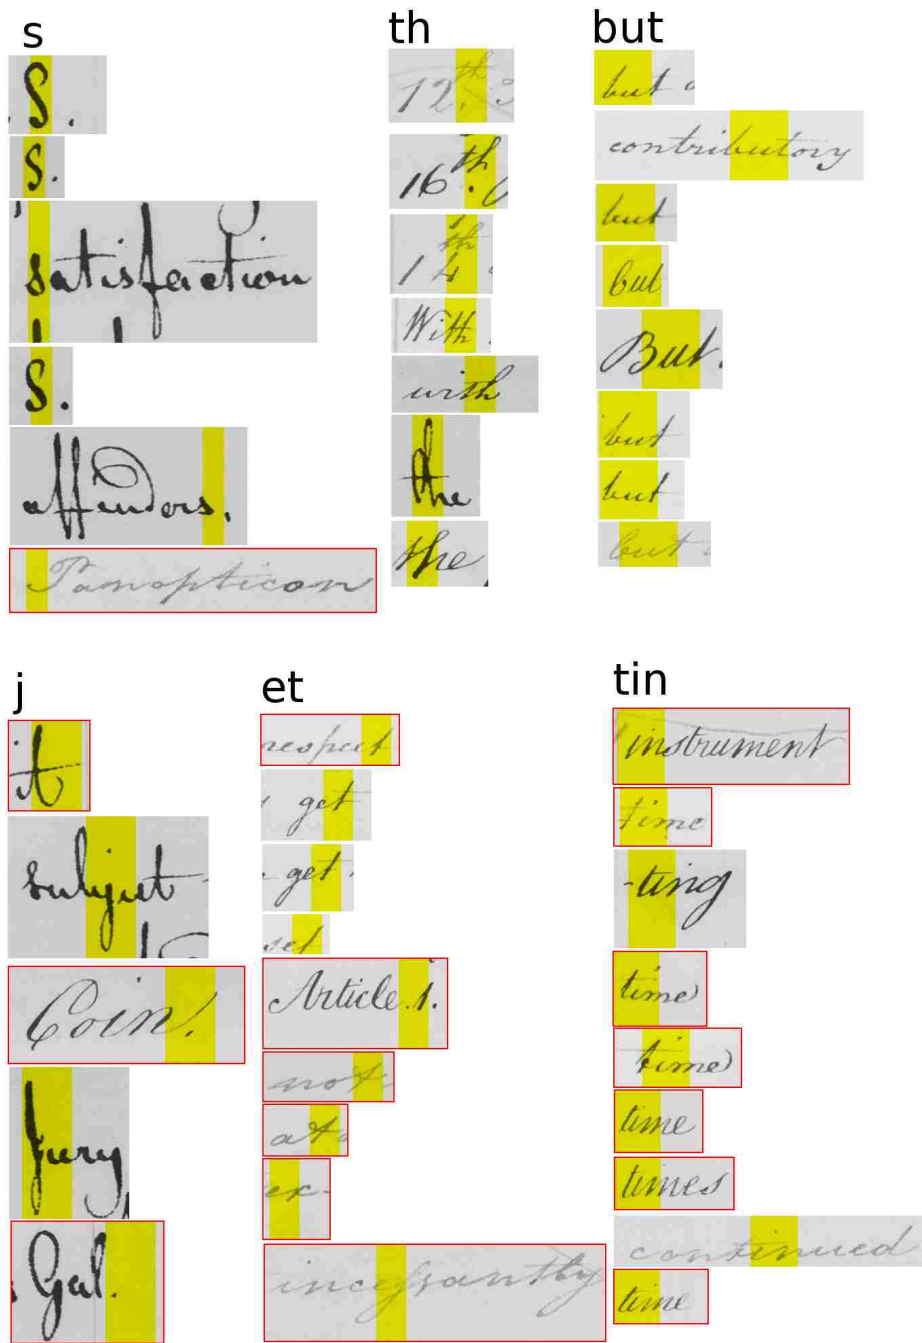 s
S.
S.
satisfaction
S.
offenders.
Panopticon
th
12th
16th.
14th
With
with
the
the
but
but
contributory
but
but
But.
but
but
but
j
it
subject
Coin.
Jury
Gal.
et
respect
get
get
set
Article.1.
not
at
ex-
incessantly
tin
instrument
time
-ting
time
time
time
times
continued
time